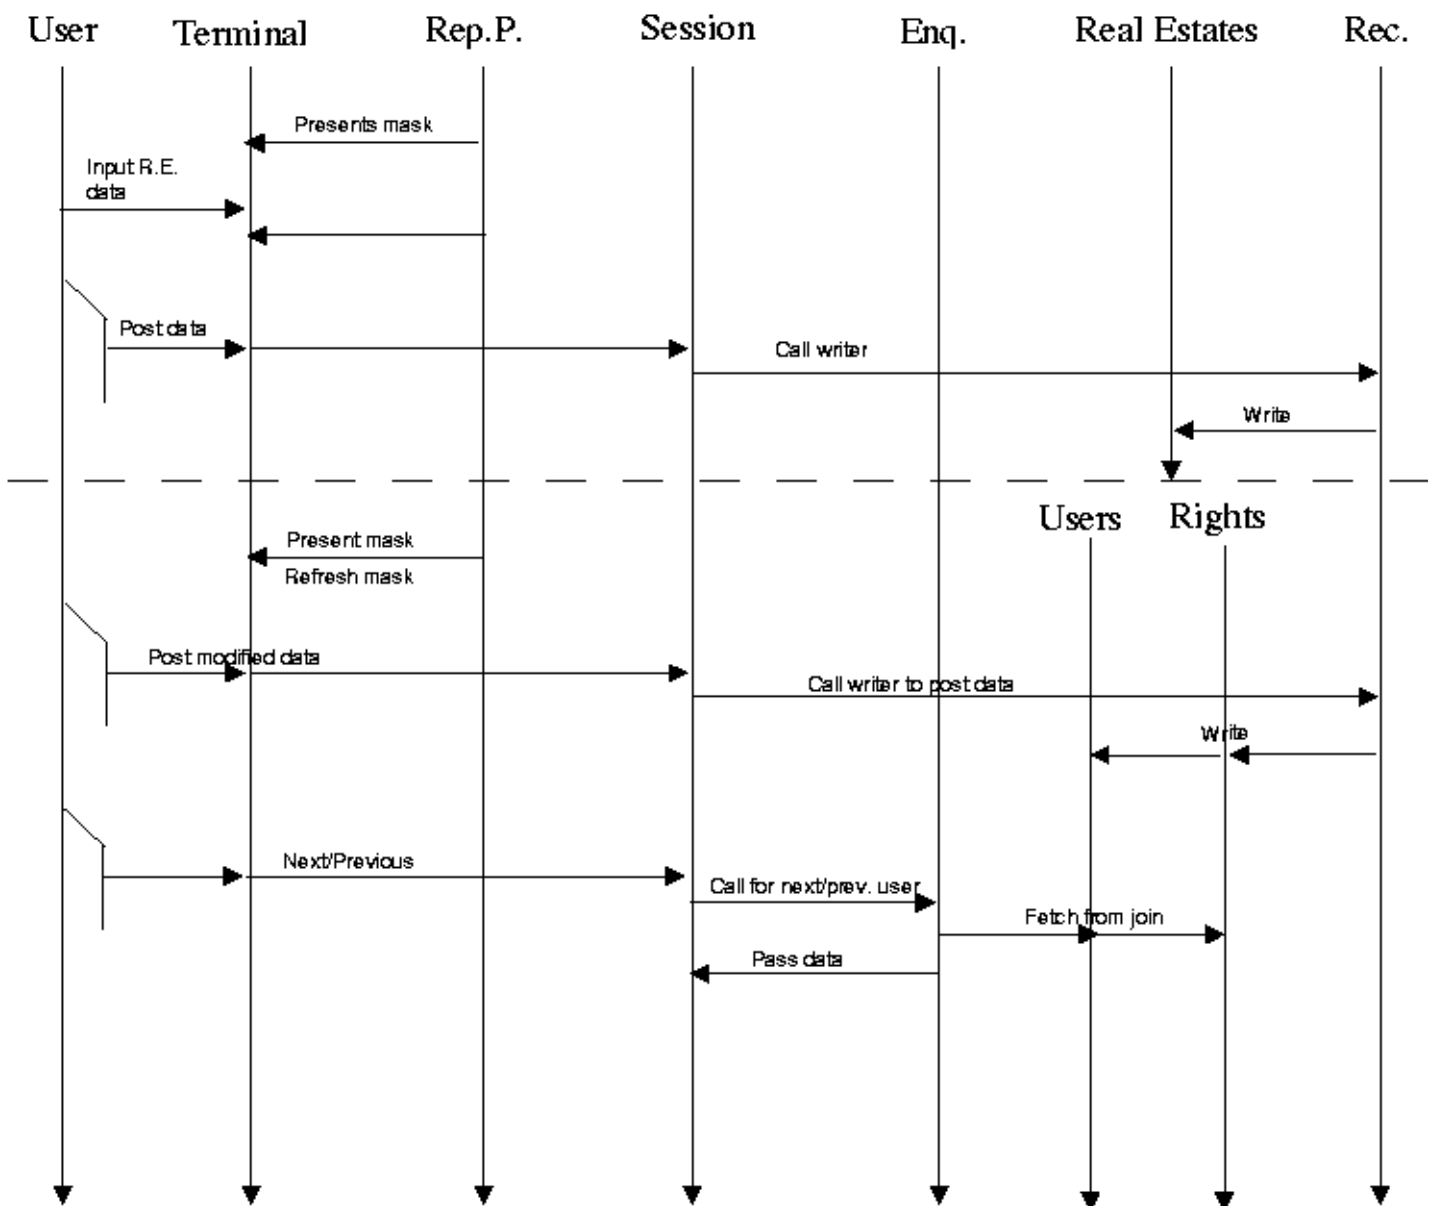 User Terminal Rep.P. Session Enq. Real Estates Rec.
Presents mask
Input R.E.
data
Post data
Call writer
Write
Users Rights
Present mask
Refresh mask
Post modified data
Call writer to post data
Write
Next/Previous
Call for next/prev. user
Fetch from join
Pass data